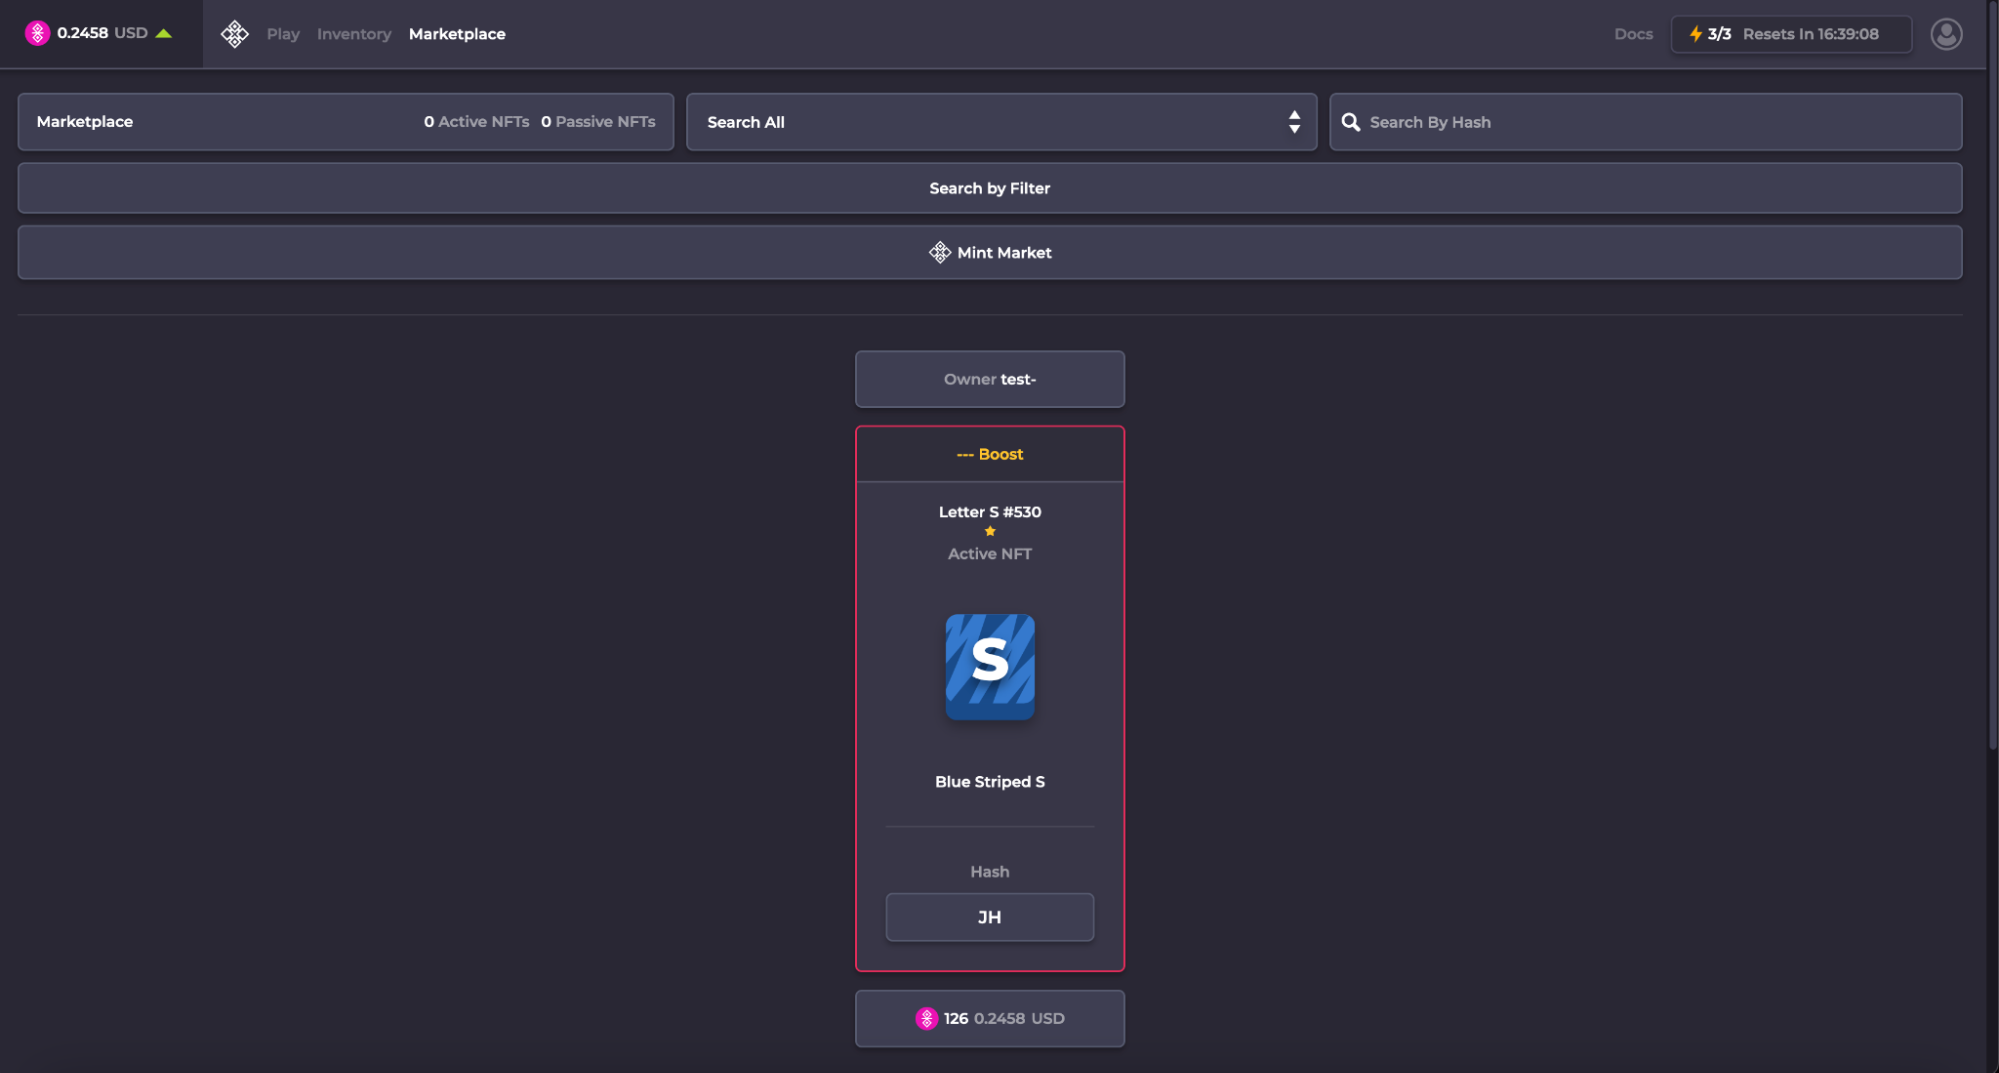 0.2458 USD
Play Inventory Marketplace
Docs
3/3 Resets In 16:39:08
Marketplace
0 Active NFTs 0 Passive NFTs
Search All
Search By Hash
Search by Filter
Mint Market
Owner test-
--- Boost
Letter S #530
Active NFT
S
Blue Striped S
Hash
JH
126 0.2458 USD